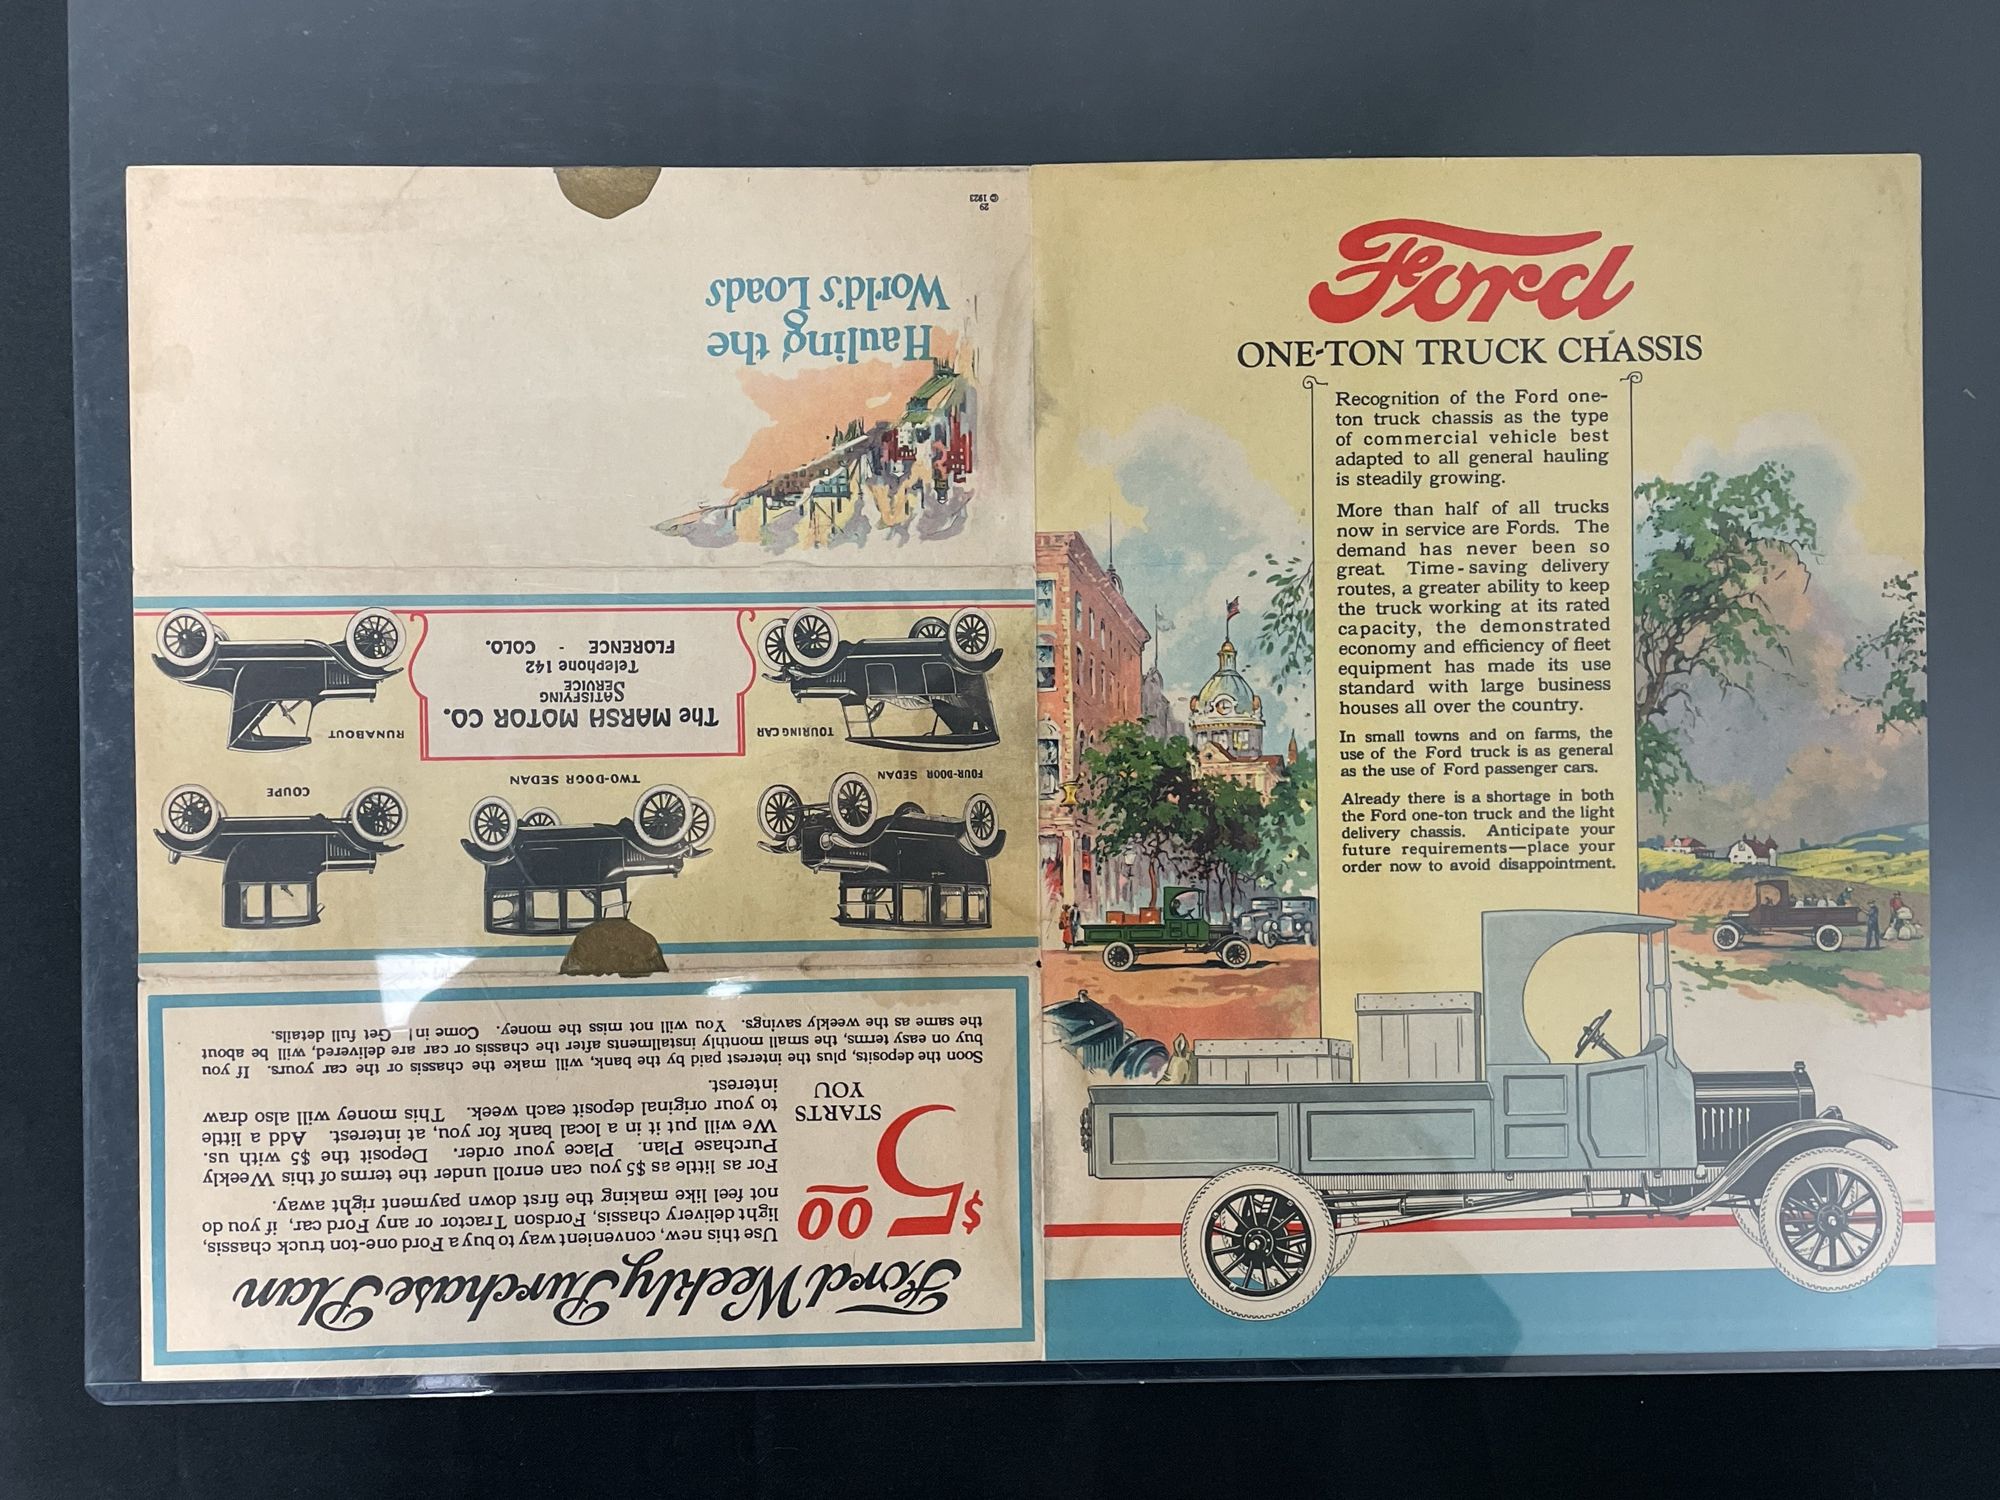 Ford
ONE-TON TRUCK CHASSIS
Recognition of the Ford one-
ton truck chassis as the type
of commercial vehicle best
adapted to all general hauling
is steadily growing.
More than half of all trucks
now in service are Fords. The
demand has never been so
great. Time-saving delivery
routes, a greater ability to keep
the truck working at its rated
capacity, the demonstrated
economy and efficiency of fleet
equipment has made its use
standard with large business
houses all over the country.
In small towns and on farms, the
use of the Ford truck is as general
as the use of Ford passenger cars.
Already there is a shortage in both
the Ford one-ton truck and the light
delivery chassis. Anticipate your
future requirements—place your
order now to avoid disappointment.
Ford Weekly Purchase Plan
$5.00
STARTS
YOU
Use this new, convenient way to buy a Ford one-ton truck chassis,
light delivery chassis, Fordson Tractor or any Ford car, if you do
not feel like making the first down payment right away.
For as little as $5 you can enroll under the terms of this Weekly
Purchase Plan. Place your order. Deposit the $5 with us.
We will put it in a local bank for you, at interest. Add a little
to your original deposit each week. This money will also draw
interest.
Soon the deposits, plus the interest paid by the bank, will make the chassis or the car yours. If you
buy on easy terms, the small monthly installments after the chassis or car are delivered, will be about
the same as the weekly savings. You will not miss the money. Come in! Get full details.
FOUR-DOOR SEDAN
TWO-DOOR SEDAN
COUPE
TOURING CAR
RUNABOUT
The MARSH MOTOR CO.
SATISFYING
SERVICE
Telephone 142
FLORENCE - COLO.
Hauling the
World's Loads
29
© 1923